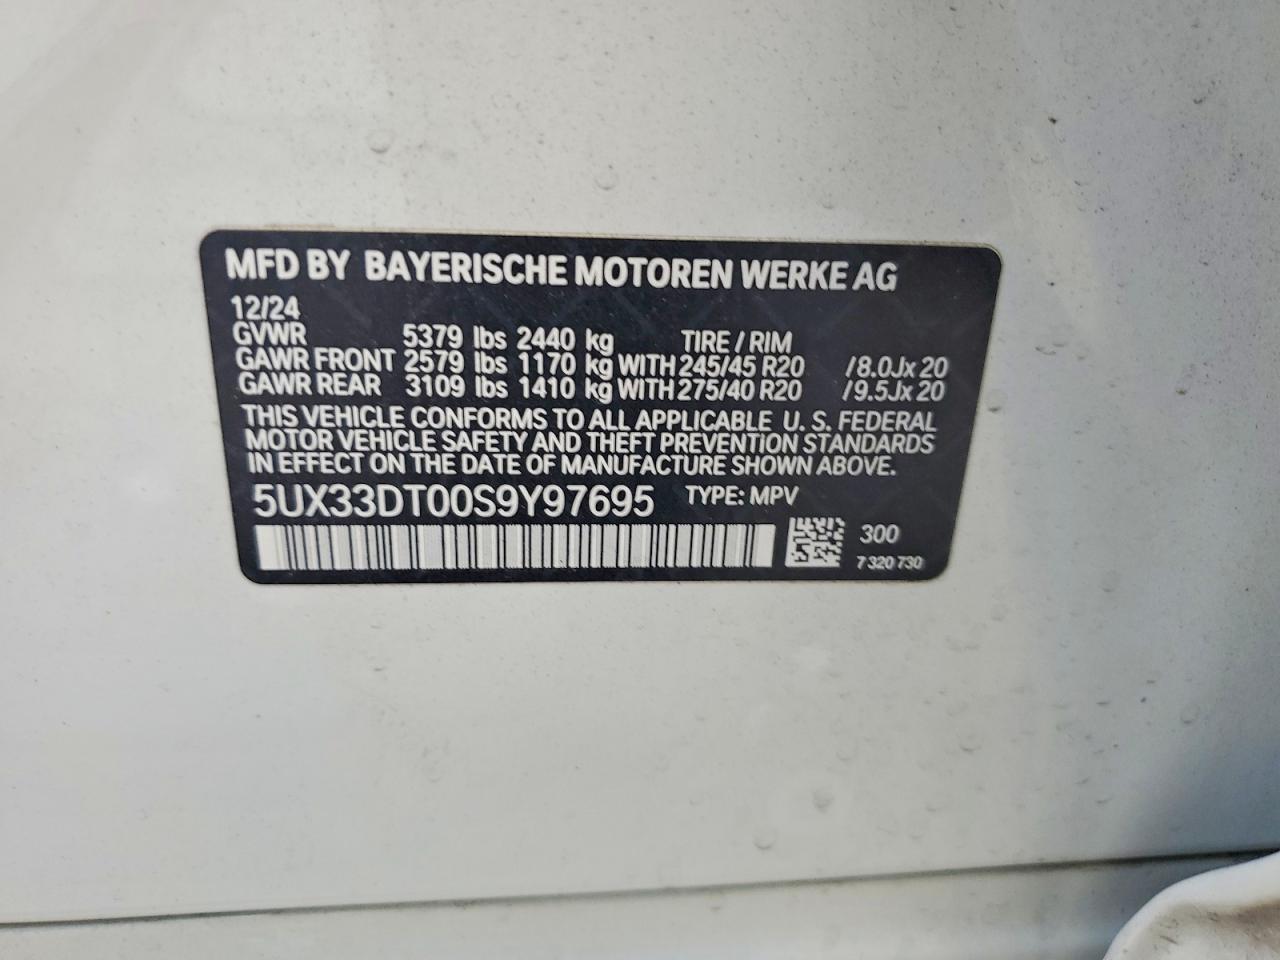 MFD BY BAYERISCHE MOTOREN WERKE AG
12/24
GVWR 5379 lbs 2440 kg TIRE / RIM
GAWR FRONT 2579 lbs 1170 kg WITH 245/45 R20 /8.0Jx 20
GAWR REAR 3109 lbs 1410 kg WITH 275/40 R20 /9.5Jx 20
THIS VEHICLE CONFORMS TO ALL APPLICABLE U. S. FEDERAL
MOTOR VEHICLE SAFETY AND THEFT PREVENTION STANDARDS
IN EFFECT ON THE DATE OF MANUFACTURE SHOWN ABOVE.
5UX33DT00S9Y97695 TYPE: MPV
300
7 320 730